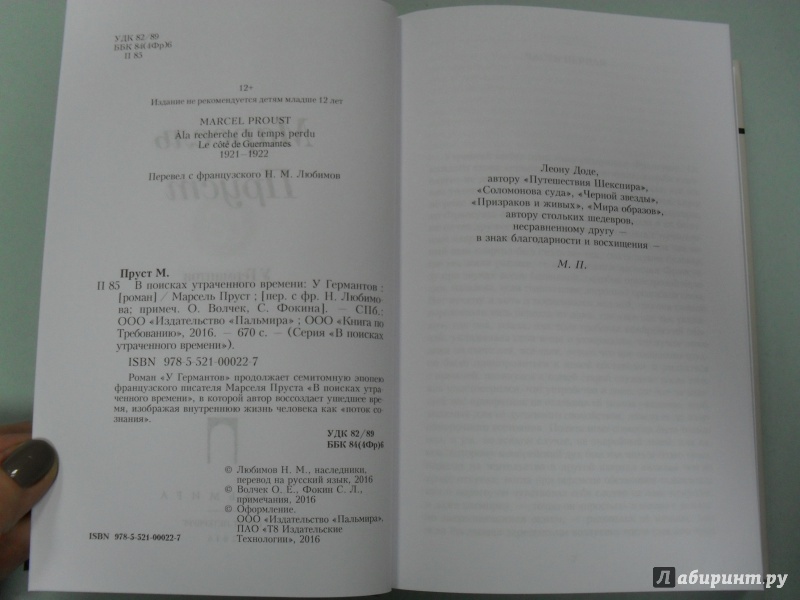 УДК 82/89
ББК 84(4Фр)6
П 85
12+
Издание не рекомендуется детям младше 12 лет
MARCEL PROUST
Ala recherche du temps perdu
Le côté de Guermantes
1921–1922
Перевел с французского Н. М. Любимов
Пруст М.
П 85 В поисках утраченного времени: У Германтов :
[роман] / Марсель Пруст ; [пер. с фр. Н. Любимо-
ва; примеч. О. Волчек, С. Фокина]. — СПб.:
ООО «Издательство «Пальмира» ; ООО «Книга по
Требованию», 2016. — 670 с. — (Серия «В поисках
утраченного времени»).
ISBN 978-5-521-00022-7
Роман «У Германтов» продолжает семитомную эпопею
французского писателя Марселя Пруста «В поисках утра-
ченного времени», в которой автор воссоздает ушедшее вре-
мя, изображая внутреннюю жизнь человека как «поток со-
знания».
УДК 82/89
ББК 84(4Фр)6
© Любимов Н. М., наследники,
перевод на русский язык, 2016
© Волчек О. Е., Фокин С. Л.,
примечания, 2016
© Оформление.
ООО «Издательство «Пальмира».
ПАО «Т8 Издательские
Технологии», 2016
ISBN 978-5-521-00022-7
Леону Доде,
автору «Путешествия Шекспира»,
«Соломонова суда», «Черной звезды»,
«Призраков и живых», «Мира образов»,
автору стольких шедевров,
несравненному другу —
в знак благодарности и восхищения —
М. П.
Лабиринт.ру